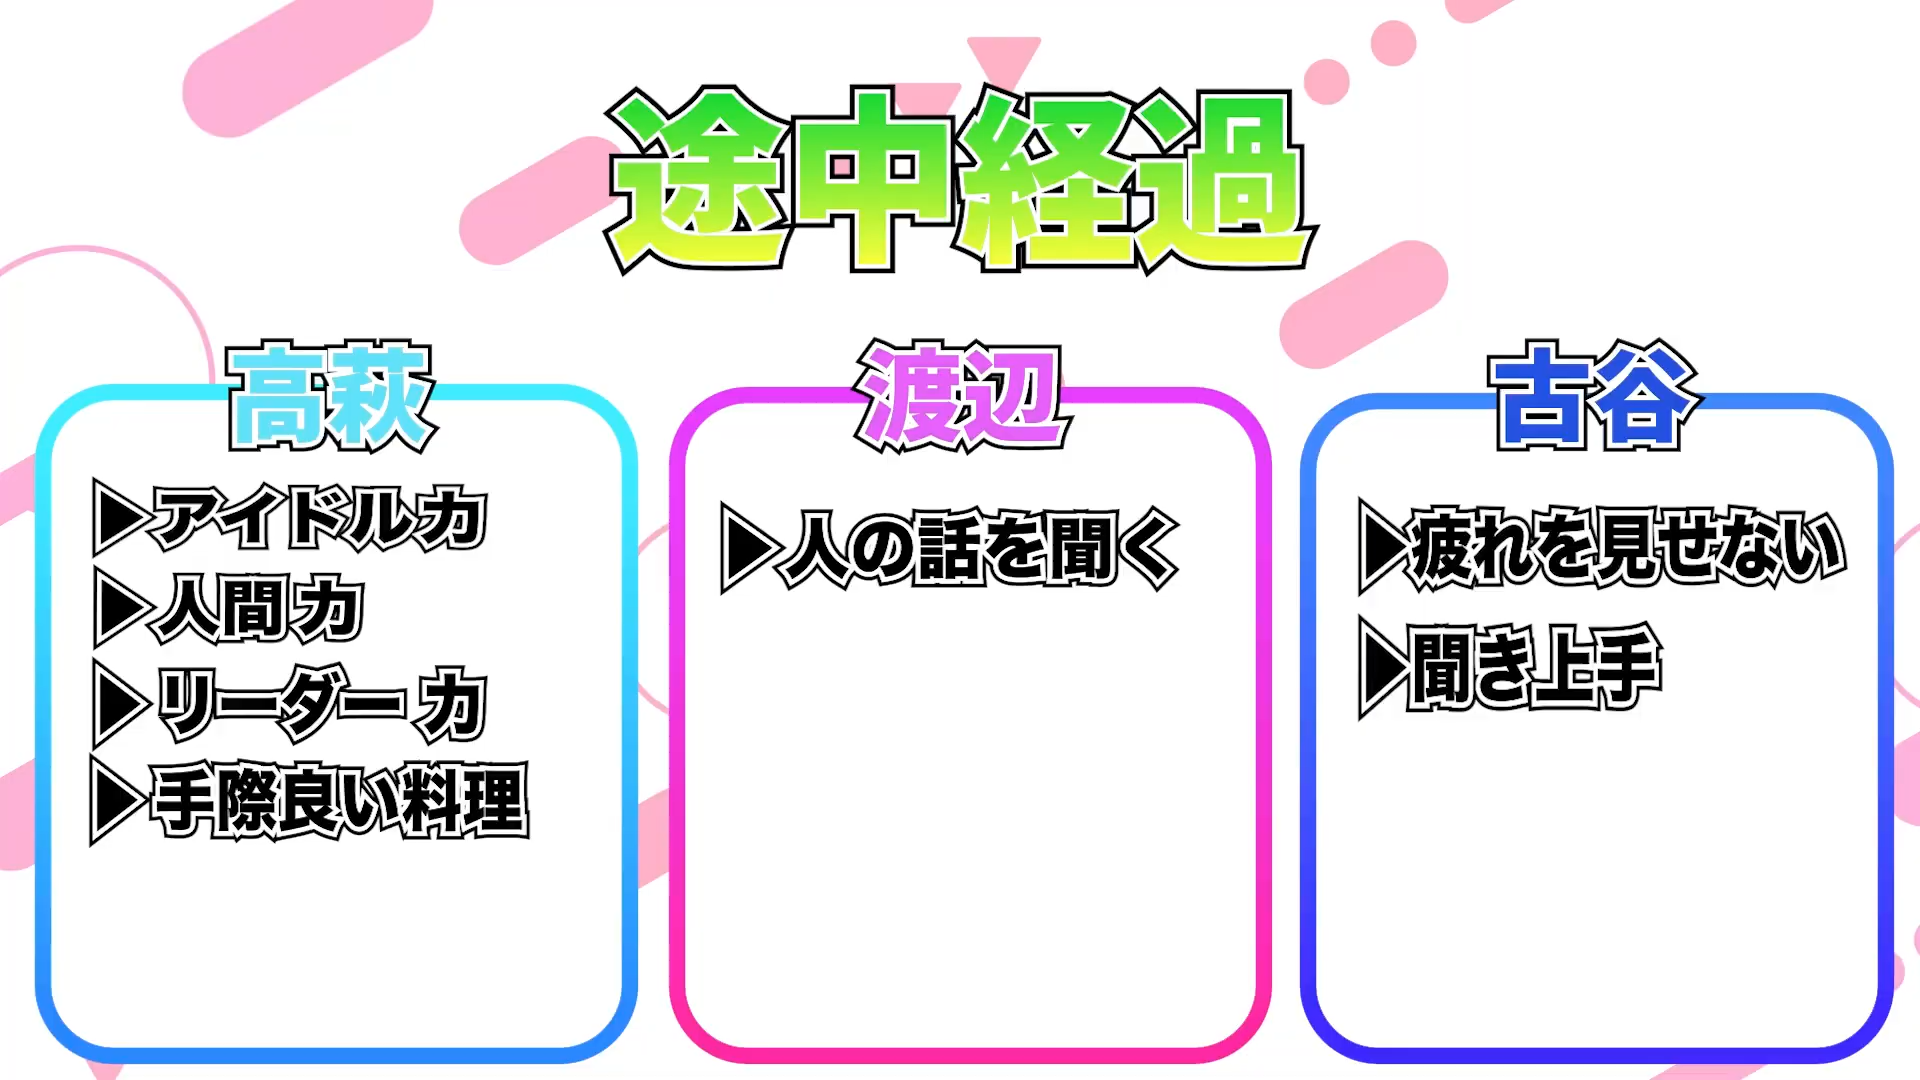 途中経過
高萩
▶アイドル力
▶人間力
▶リーダー力
▶手際良い料理
渡辺
▶人の話を聞く
古谷
▶疲れを見せない
▶聞き上手